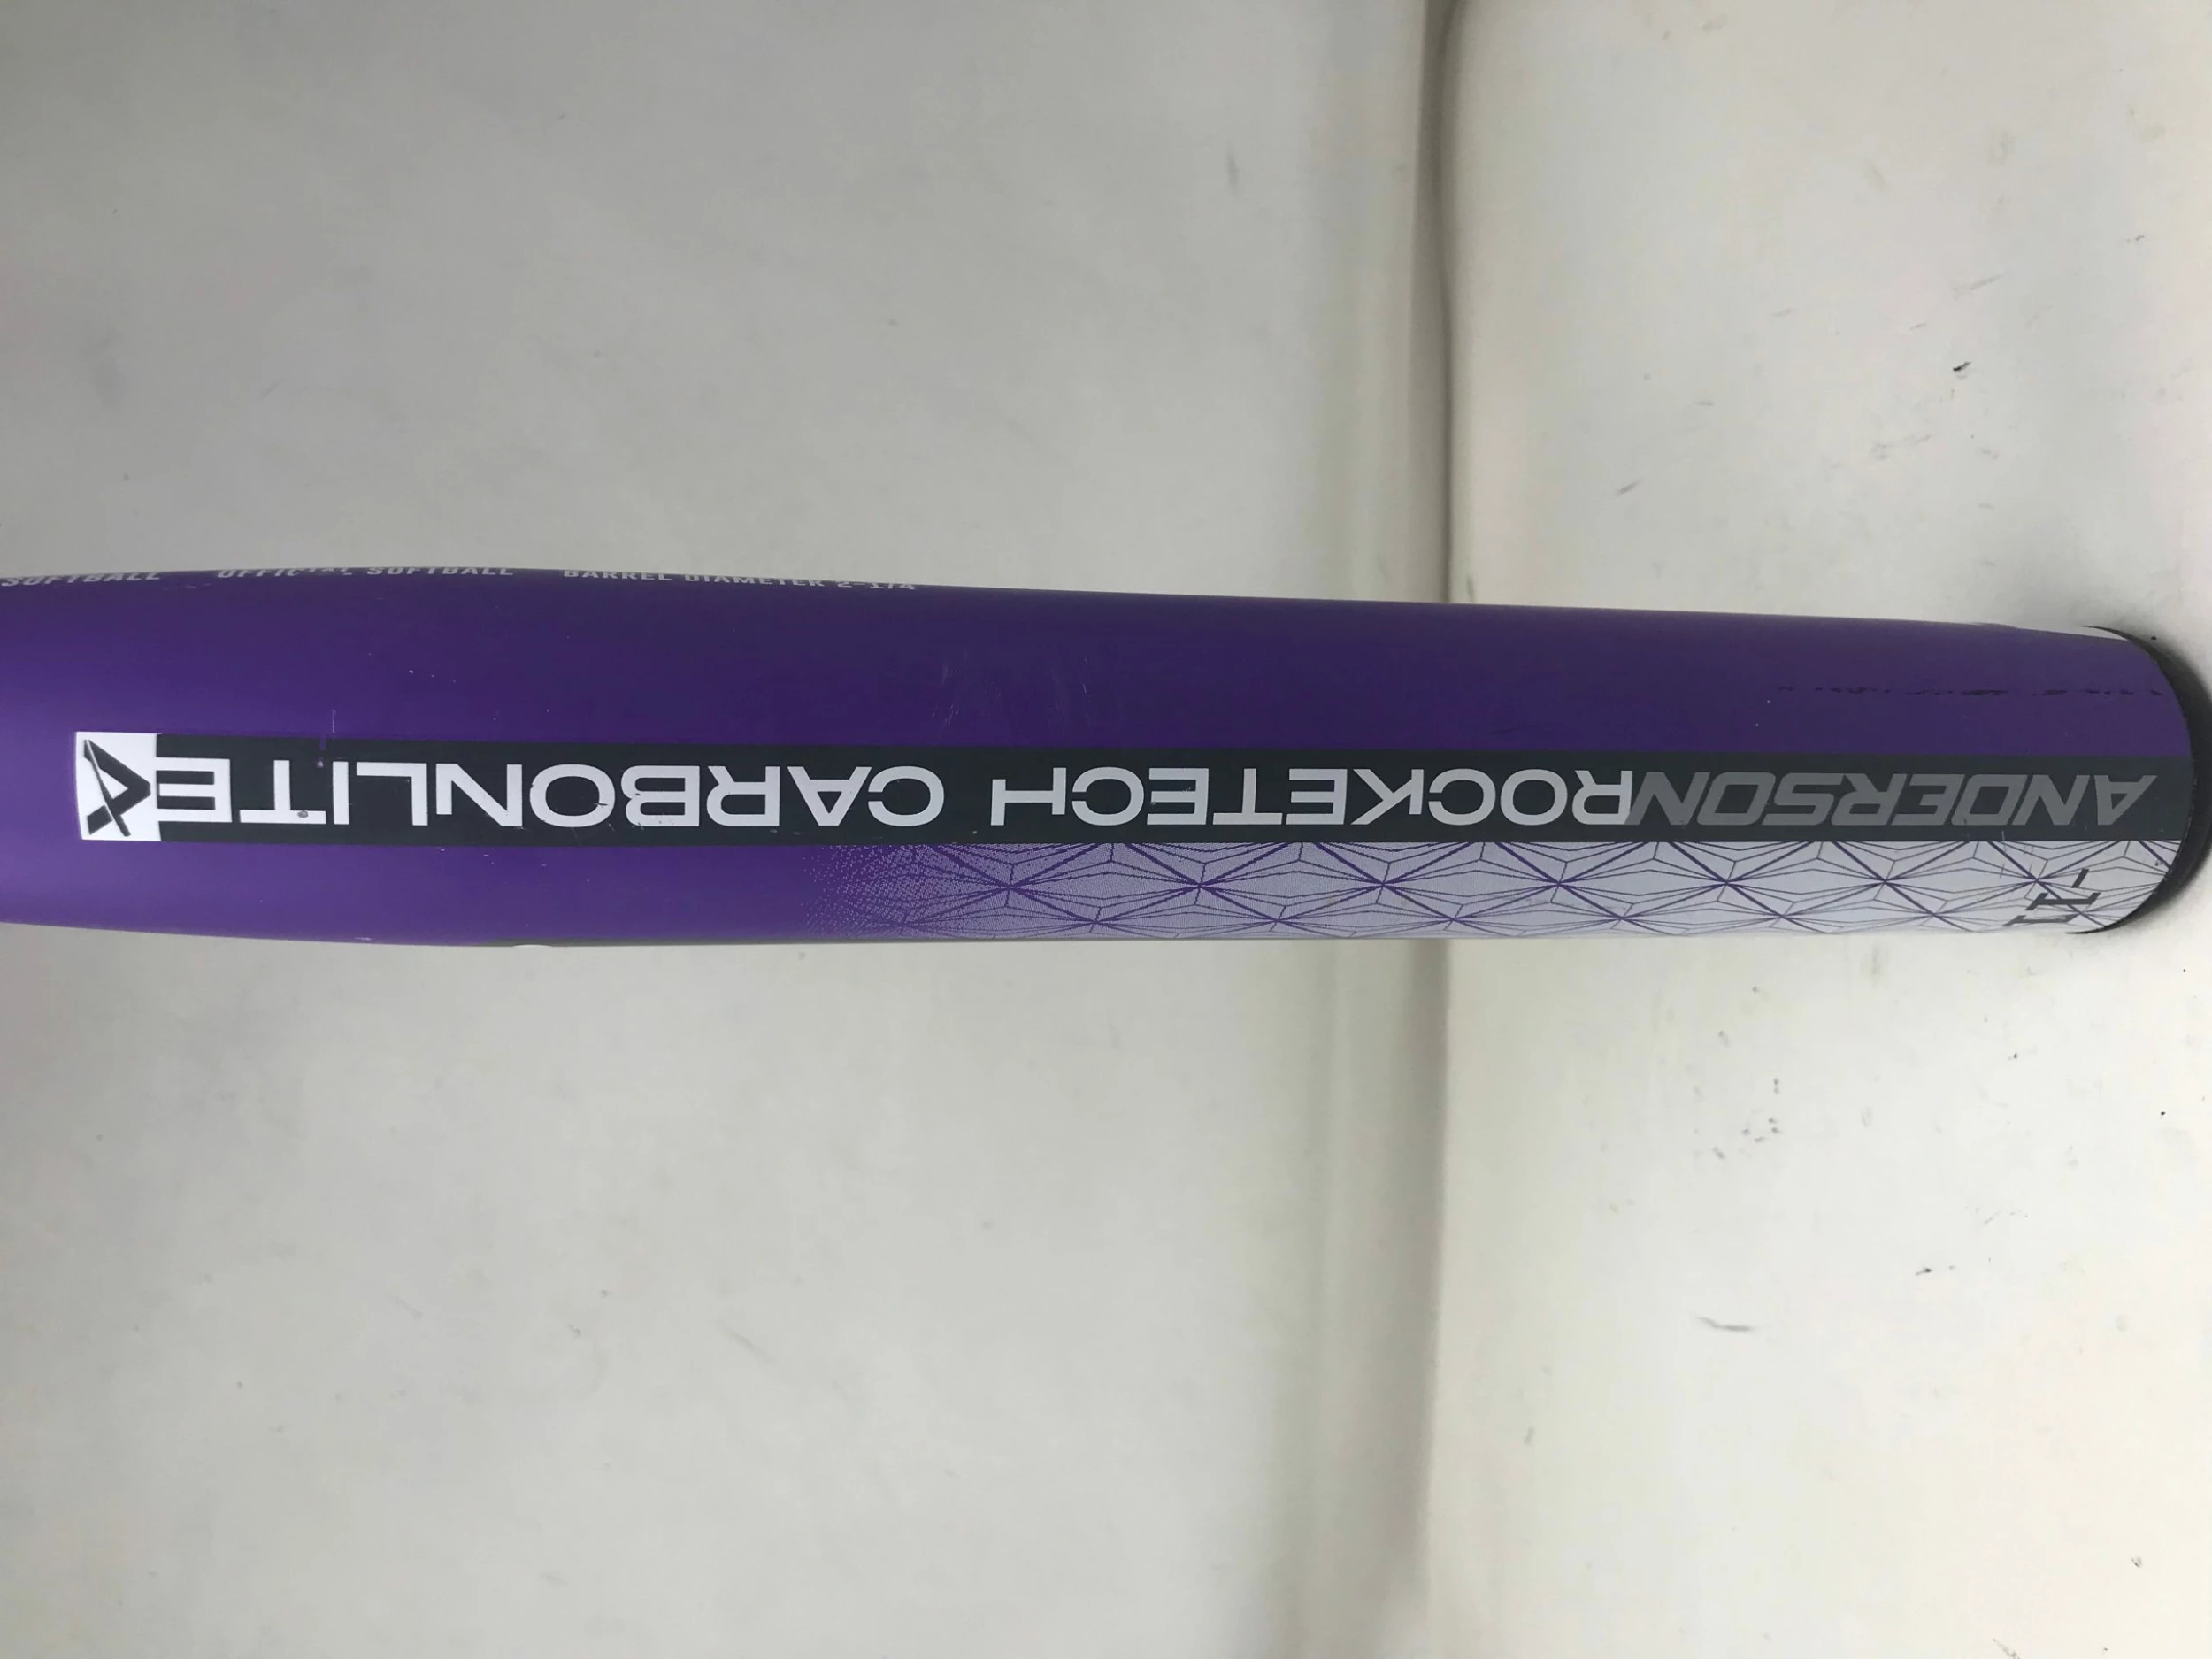 ANDERSON ROCKETECH CARBONLITE
-11
SOFTBALL OFFICIAL SOFTBALL BARREL DIAMETER 2-1/4